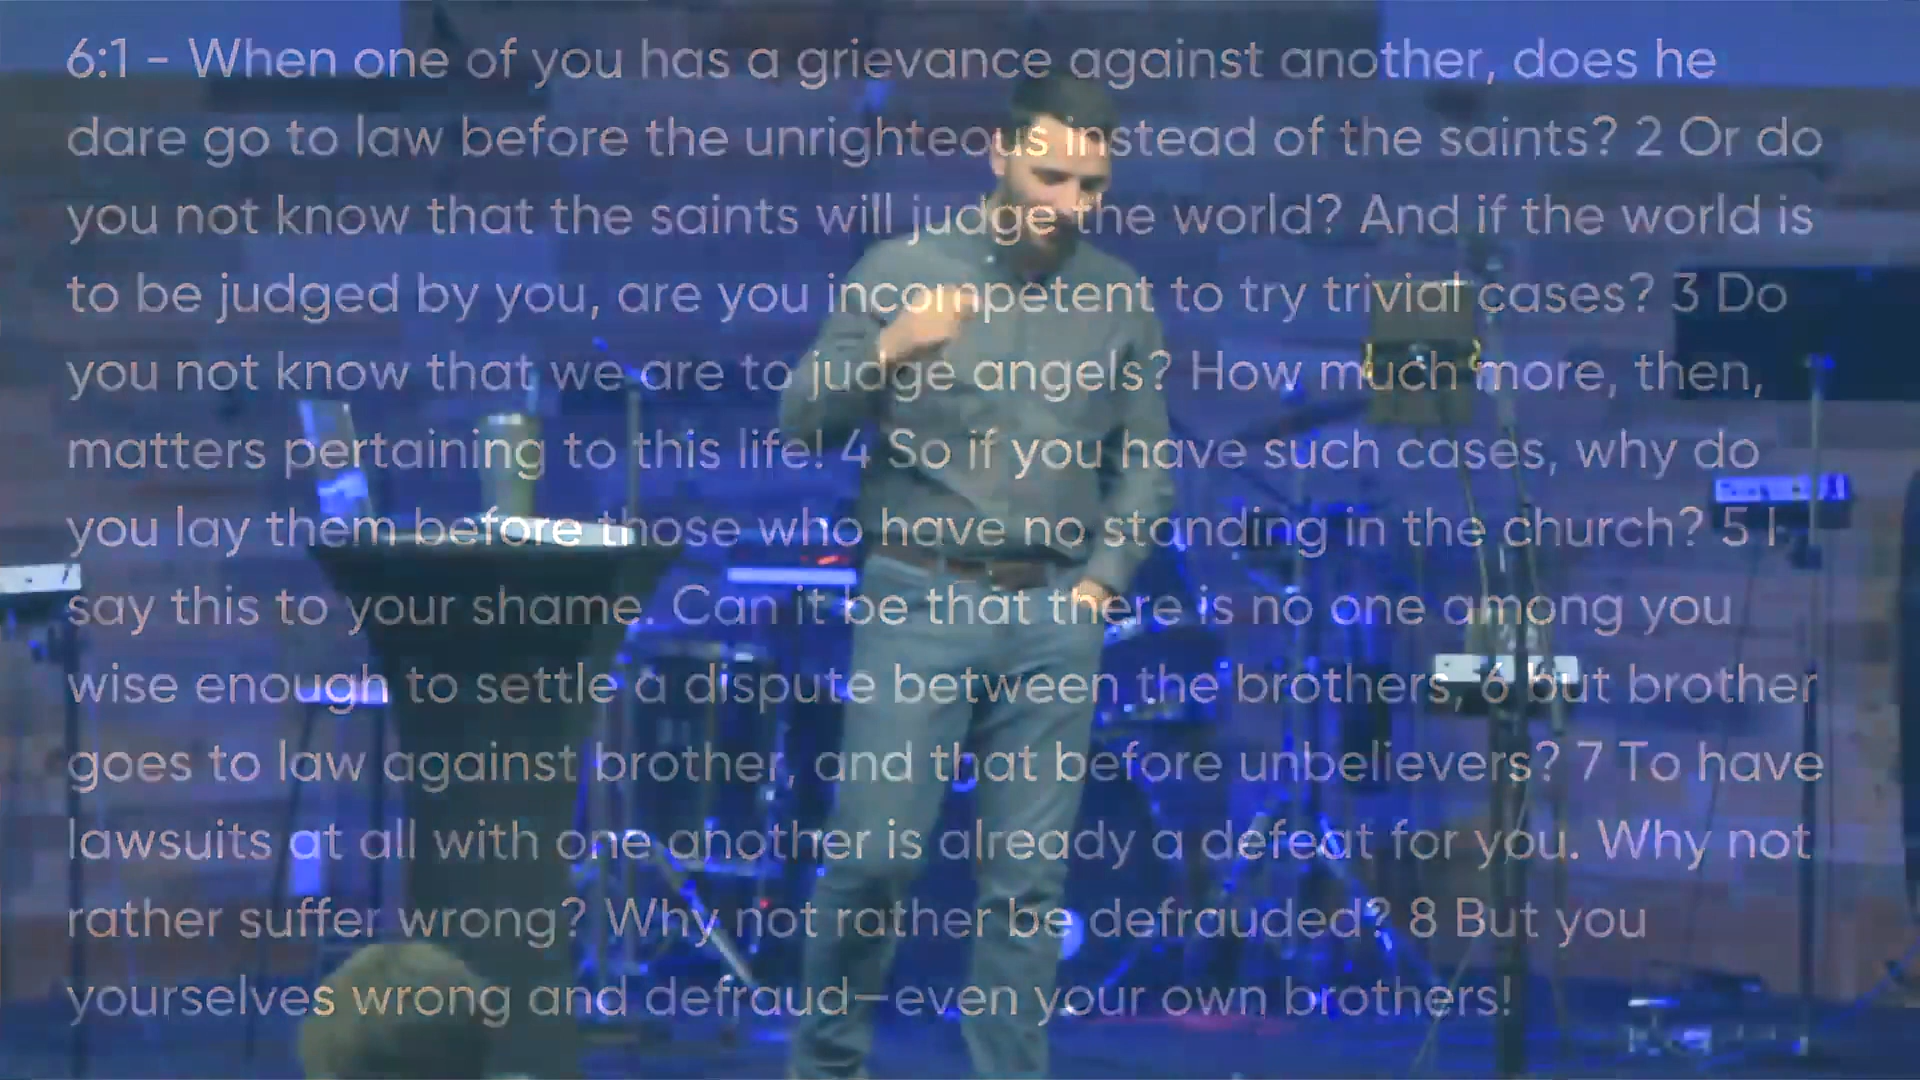 6:1 - When one of you has a grievance against another, does he
dare go to law before the unrighteous instead of the saints? 2 Or do
you not know that the saints will judge the world? And if the world is
to be judged by you, are you incompetent to try trivial cases? 3 Do
you not know that we are to judge angels? How much more, then,
matters pertaining to this life! 4 So if you have such cases, why do
you lay them before those who have no standing in the church? 5 I
say this to your shame. Can it be that there is no one among you
wise enough to settle a dispute between the brothers, 6 but brother
goes to law against brother, and that before unbelievers? 7 To have
lawsuits at all with one another is already a defeat for you. Why not
rather suffer wrong? Why not rather be defrauded? 8 But you
yourselves wrong and defraud—even your own brothers!